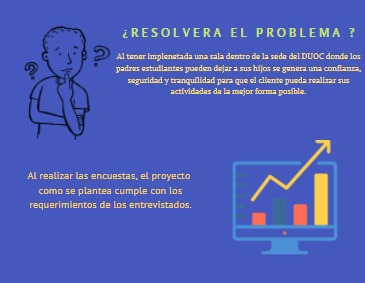 ¿RESOLVERA EL PROBLEMA ?
Al tener implenetada una sala dentro de la sede del DUOC donde los
padres estudiantes pueden dejar a sus hijos se genera una confianza,
seguridad y tranquilidad para que el cliente pueda realizar sus
actividades de la mejor forma posible.
Al realizar las encuestas, el proyecto
como se plantea cumple con los
requerimientos de los entrevistados.